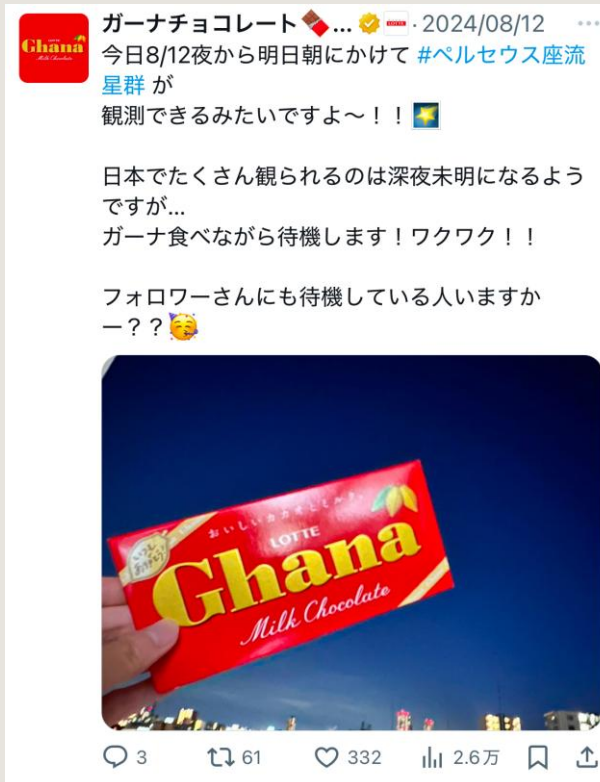 ガーナチョコレート🍫... ・2024/08/12
今日8/12夜から明日朝にかけて #ペルセウス座流
星群 が
観測できるみたいですよ〜！！🌠
日本でたくさん観られるのは深夜未明になるよう
ですが...
ガーナ食べながら待機します！ワクワク！！
フォロワーさんにも待機している人いますか
ー？？🥳
Ghana
Milk Chocolate
おいしいカカオとミルク。
LOTTE
Ghana
Milk Chocolate
3 61 332 2.6万